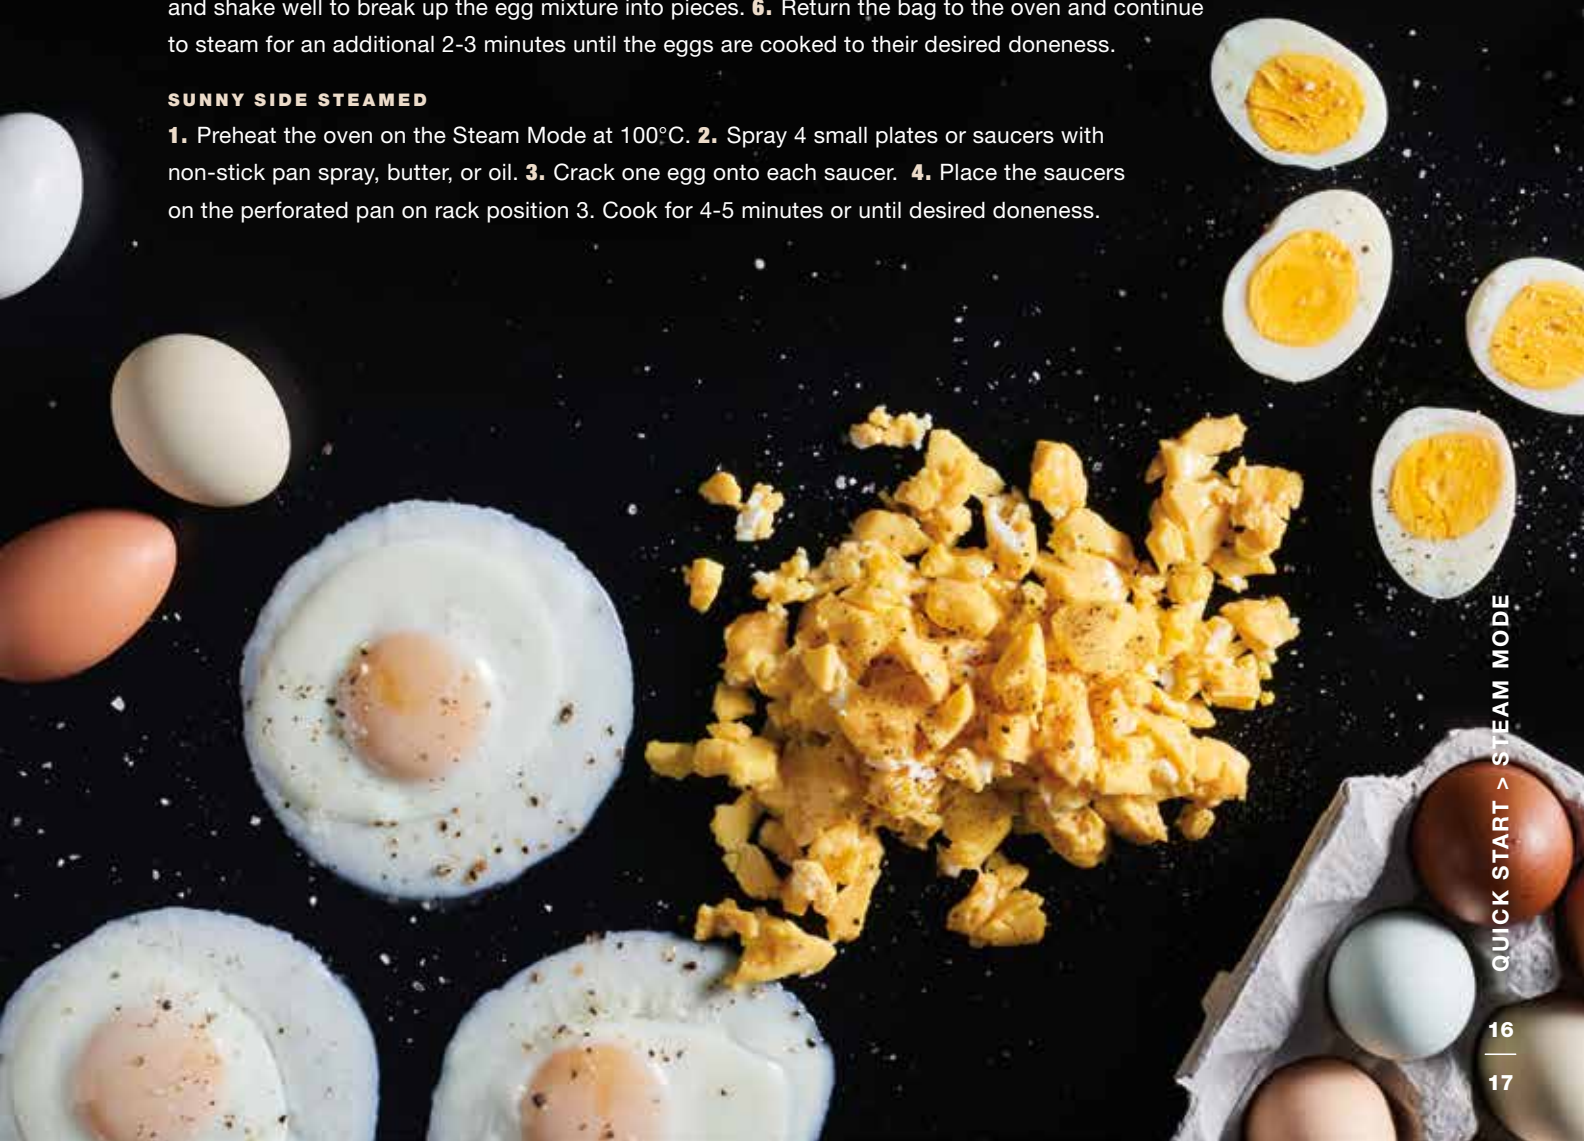 and shake well to break up the egg mixture into pieces. 6. Return the bag to the oven and continue
to steam for an additional 2-3 minutes until the eggs are cooked to their desired doneness.
SUNNY SIDE STEAMED
1. Preheat the oven on the Steam Mode at 100°C. 2. Spray 4 small plates or saucers with
non-stick pan spray, butter, or oil. 3. Crack one egg onto each saucer. 4. Place the saucers
on the perforated pan on rack position 3. Cook for 4-5 minutes or until desired doneness.
QUICK START > STEAM MODE
16
17